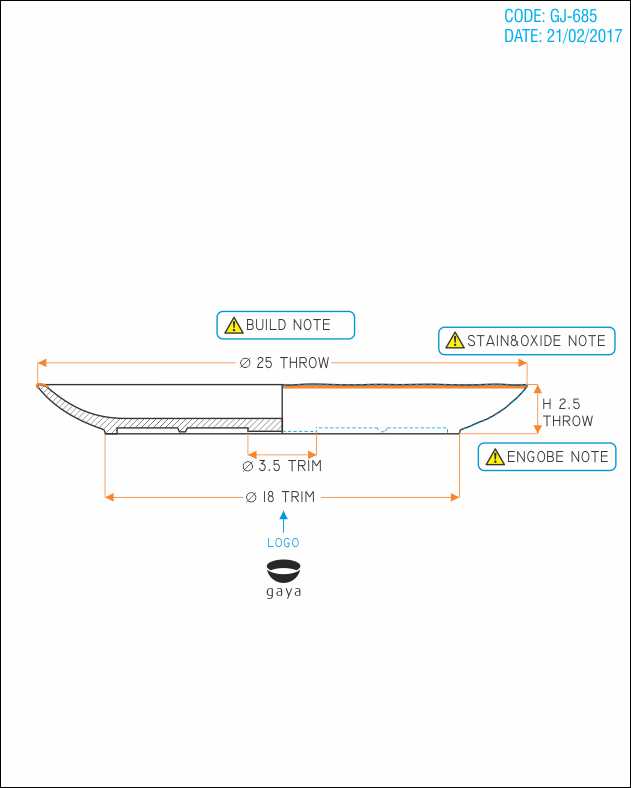 CODE: GJ-685
DATE: 21/02/2017
BUILD NOTE
STAIN&OXIDE NOTE
Ø 25 THROW
H 2.5
THROW
ENGOBE NOTE
Ø 3.5 TRIM
Ø 18 TRIM
LOGO
gaya